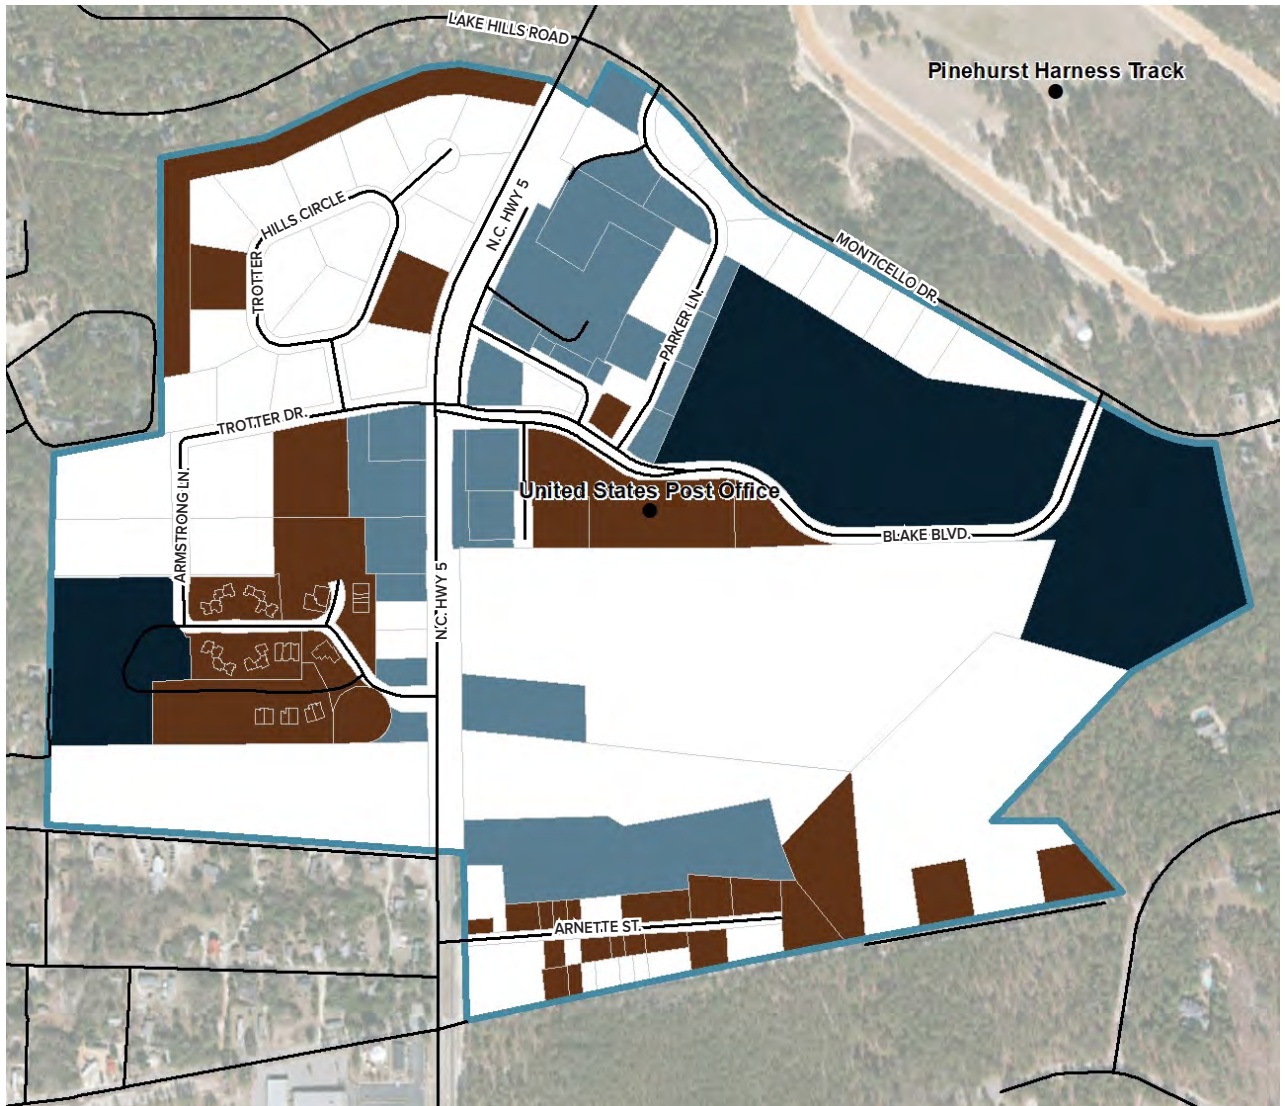 LAKE HILLS ROAD
Pinehurst Harness Track
HILLS CIRCLE
TROTTER
N.C. HWY 5
MONTICELLO DR.
PARKER LN.
TROTTER DR.
ARMSTRONG LN.
United States Post Office
BLAKE BLVD.
N.C. HWY 5
ARNETTE ST.